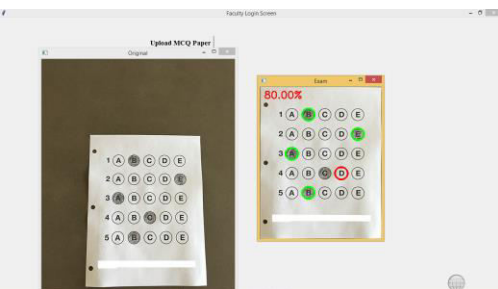 Faculty Login Screen
Upload MCQ Paper
Original
1 A B C D E
2 A B C D E
3 A B C D E
4 A B C D E
5 A B C D E
Exam
80.00%
1 A B C D E
2 A B C D E
3 A B C D E
4 A B C D E
5 A B C D E